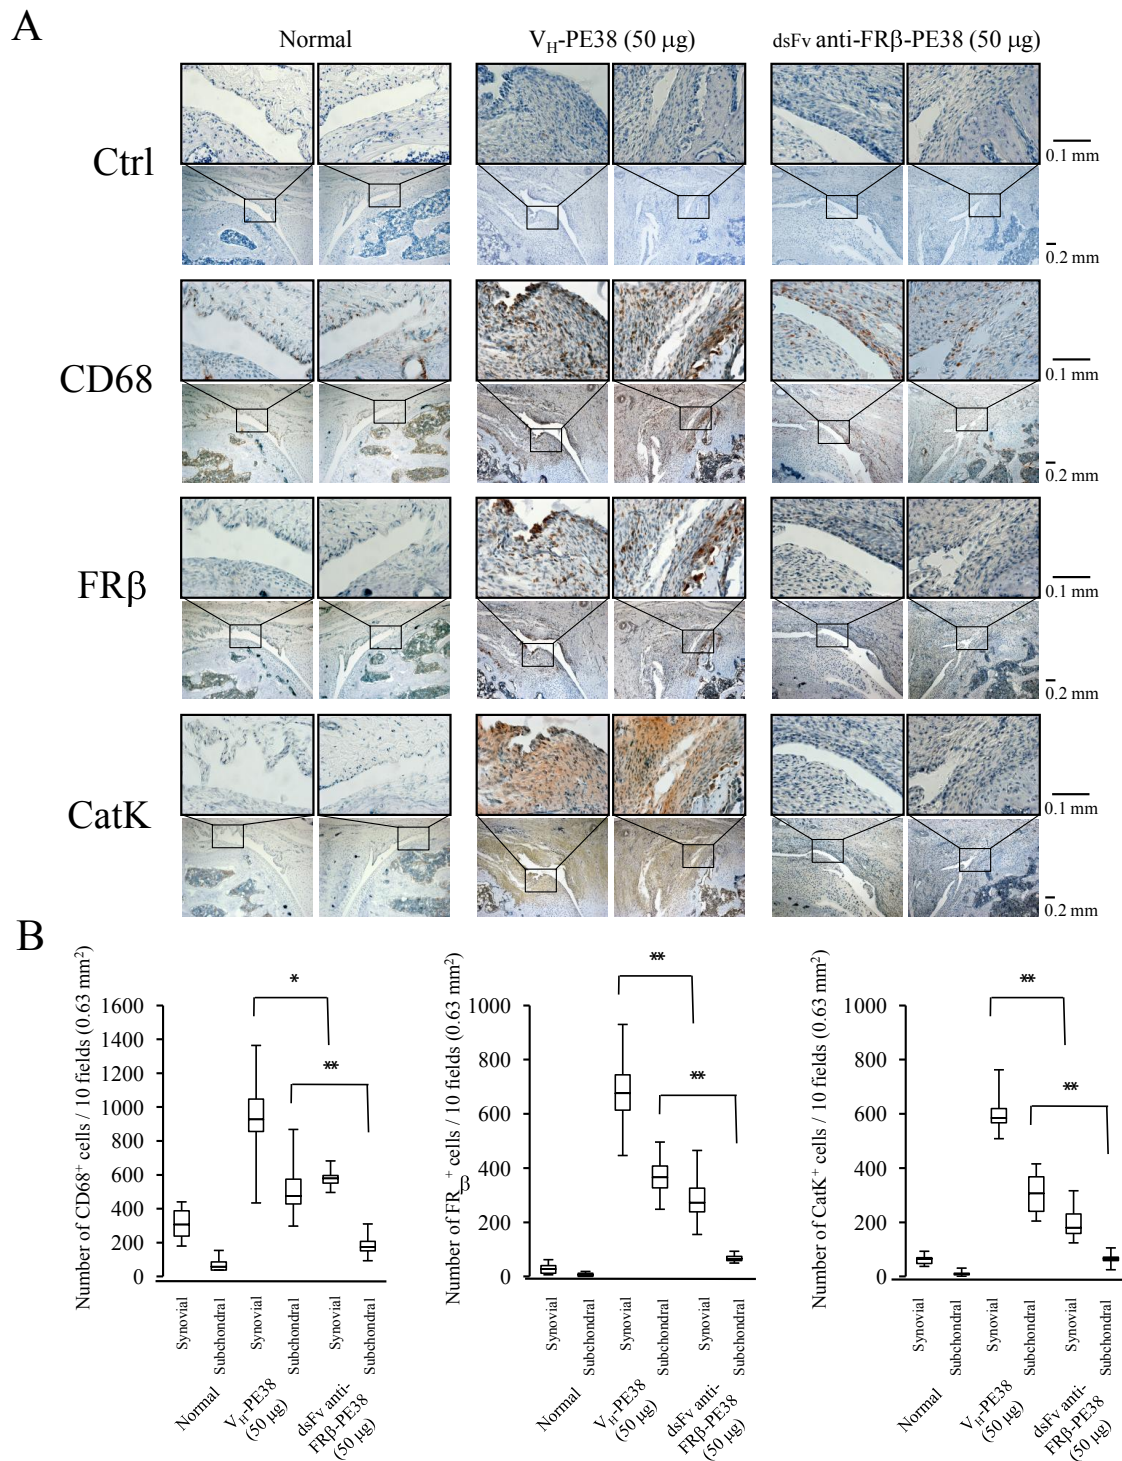 A
Normal
V_H-PE38 (50 μg)
dsFv anti-FRβ-PE38 (50 μg)
Ctrl
0.1 mm
0.2 mm
CD68
0.1 mm
0.2 mm
FRβ
0.1 mm
0.2 mm
CatK
0.1 mm
0.2 mm
B
Number of CD68⁺ cells / 10 fields (0.63 mm²)
1600
1400
1200
1000
800
600
400
200
0
*
**
Synovial
Subchondral
Synovial
Subchondral
Synovial
Subchondral
Normal
V_H-PE38
(50 μg)
dsFv anti-
FRβ-PE38
(50 μg)
Number of FRβ⁺ cells / 10 fields (0.63 mm²)
1000
800
600
400
200
0
**
**
Synovial
Subchondral
Synovial
Subchondral
Synovial
Subchondral
Normal
V_H-PE38
(50 μg)
dsFv anti-
FRβ-PE38
(50 μg)
Number of CatK⁺ cells / 10 fields (0.63 mm²)
1000
800
600
400
200
0
**
**
Synovial
Subchondral
Synovial
Subchondral
Synovial
Subchondral
Normal
V_H-PE38
(50 μg)
dsFv anti-
FRβ-PE38
(50 μg)